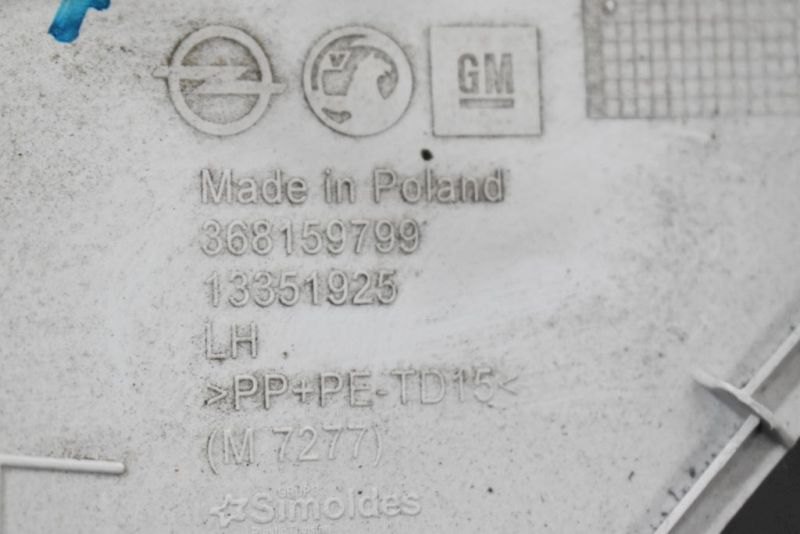 V
GM
Made in Poland
368159799
13351925
LH
>PP+PE-TD15<
(M 7277)
Simoldes